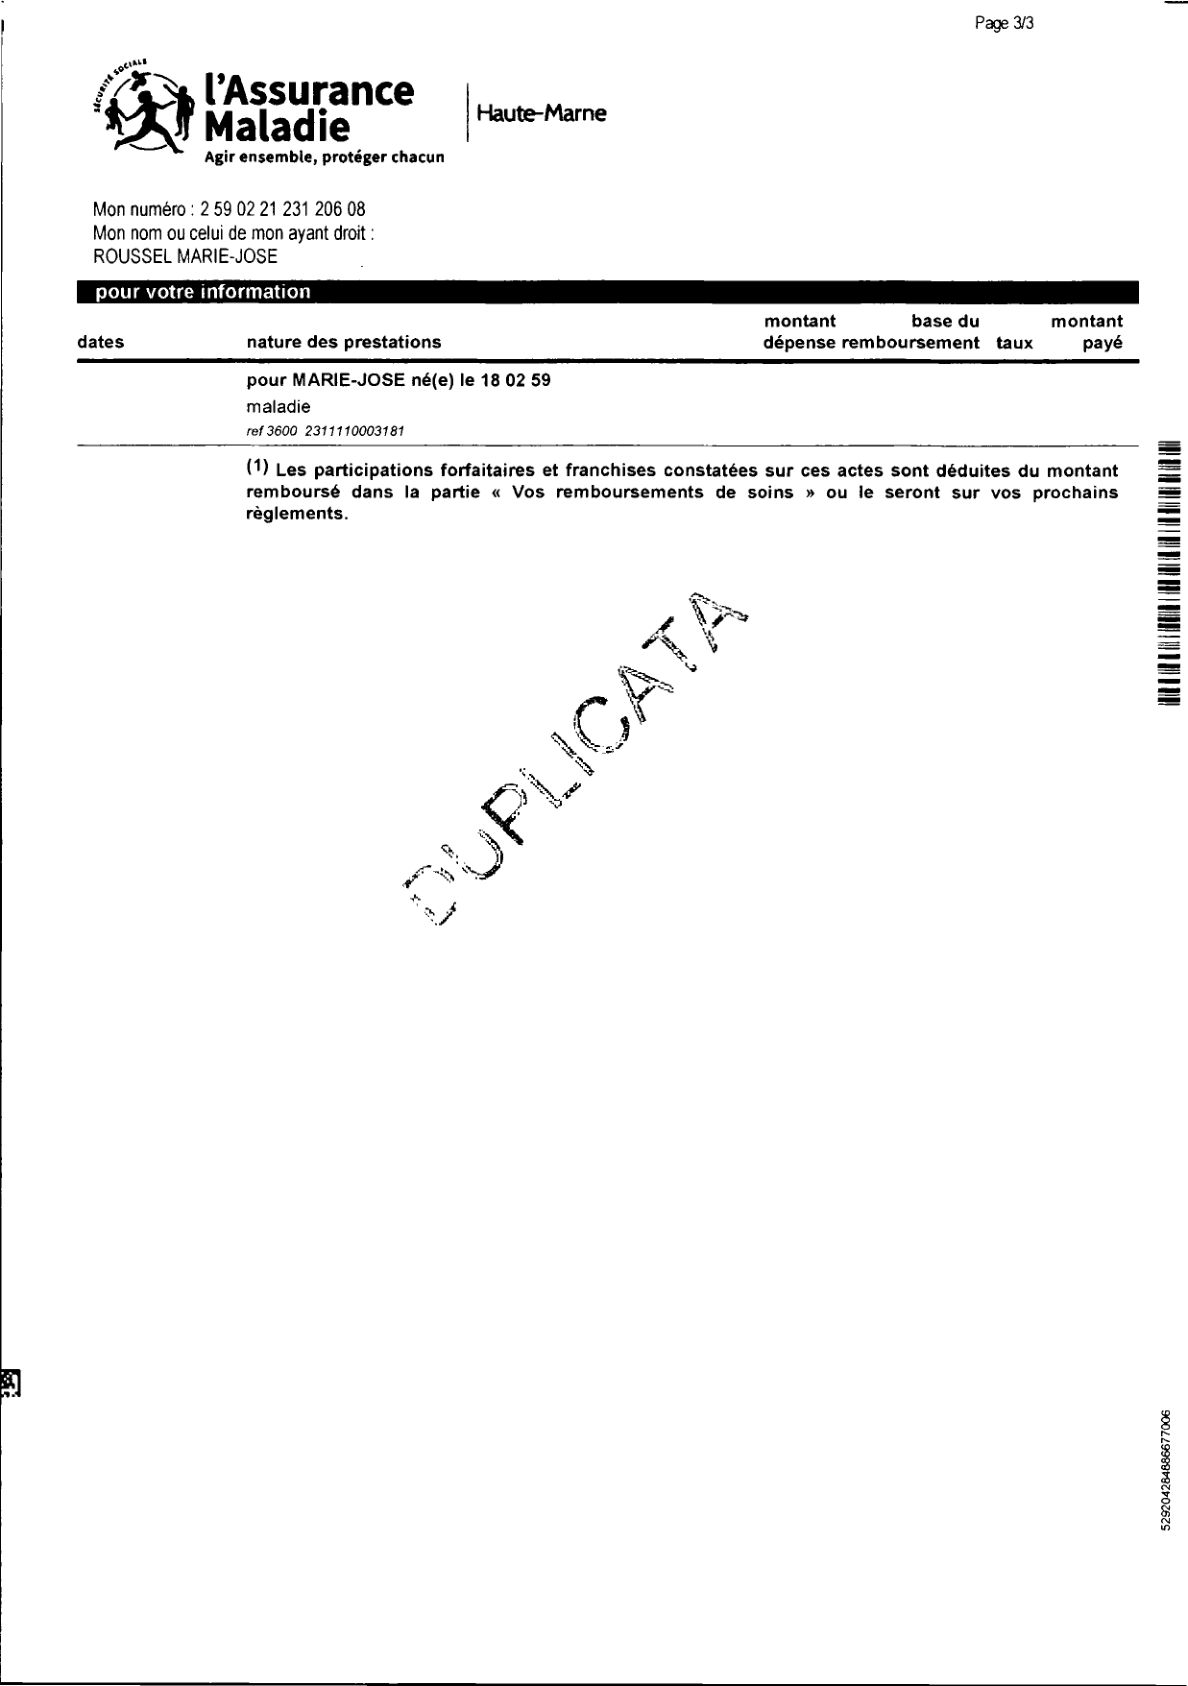 Page 3/3
SÉCURITÉ SOCIALE
l'Assurance
Maladie
Agir ensemble, protéger chacun
Haute-Marne
Mon numéro : 2 59 02 21 231 206 08
Mon nom ou celui de mon ayant droit :
ROUSSEL MARIE-JOSE
pour votre information
montant base du montant
dates nature des prestations dépense remboursement taux payé
pour MARIE-JOSE né(e) le 18 02 59
maladie
ref 3600 2311110003181
(1) Les participations forfaitaires et franchises constatées sur ces actes sont déduites du montant
remboursé dans la partie « Vos remboursements de soins » ou le seront sur vos prochains
règlements.
DUPLICATA
529204284886677006